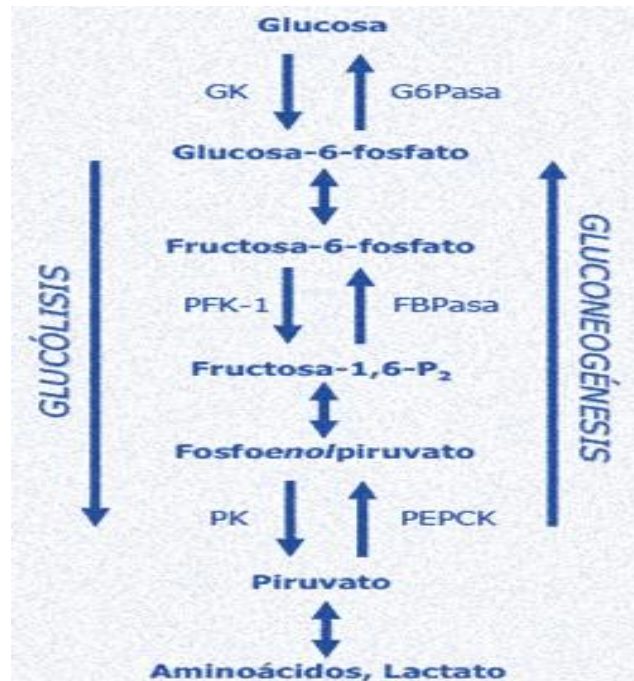 Glucosa
GK G6Pasa
Glucosa-6-fosfato
Fructosa-6-fosfato
PFK-1 FBPasa
Fructosa-1,6-P₂
Fosfoenolpiruvato
PK PEPCK
Piruvato
Aminoácidos, Lactato
GLUCÓLISIS
GLUCONEOGÉNESIS